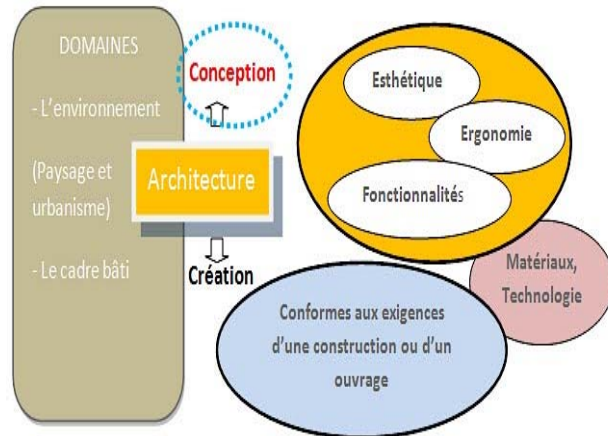 DOMAINES
- L'environnement
(Paysage et
urbanisme)
- Le cadre bâti
Conception
Architecture
Création
Esthétique
Ergonomie
Fonctionnalités
Matériaux,
Technologie
Conformes aux exigences
d'une construction ou d'un
ouvrage